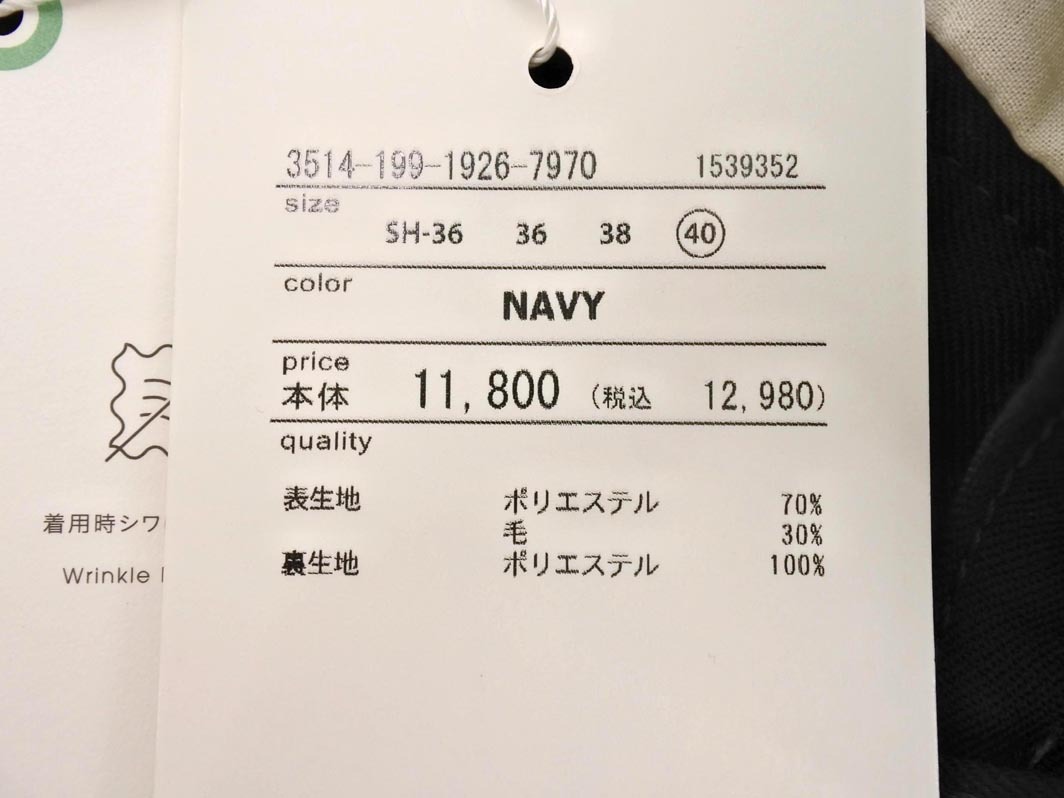 3514-199-1926-7970 1539352
size
SH-36 36 38 40
color
NAVY
price
本体 11,800 (税込 12,980)
quality
表生地 ポリエステル 70%
毛 30%
裏生地 ポリエステル 100%
着用時シワ
Wrinkle